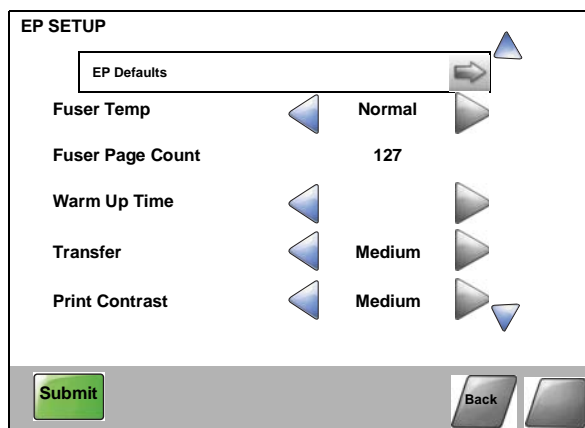 EP SETUP
EP Defaults
Fuser Temp Normal
Fuser Page Count 127
Warm Up Time
Transfer Medium
Print Contrast Medium
Submit
Back